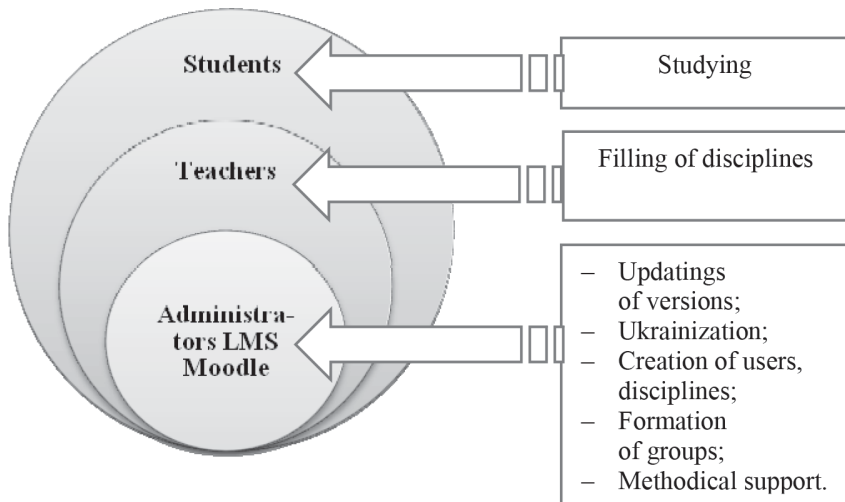 Students
Studying
Teachers
Filling of disciplines
Administra-
tors LMS
Moodle
– Updatings
of versions;
– Ukrainization;
– Creation of users,
disciplines;
– Formation
of groups;
– Methodical support.